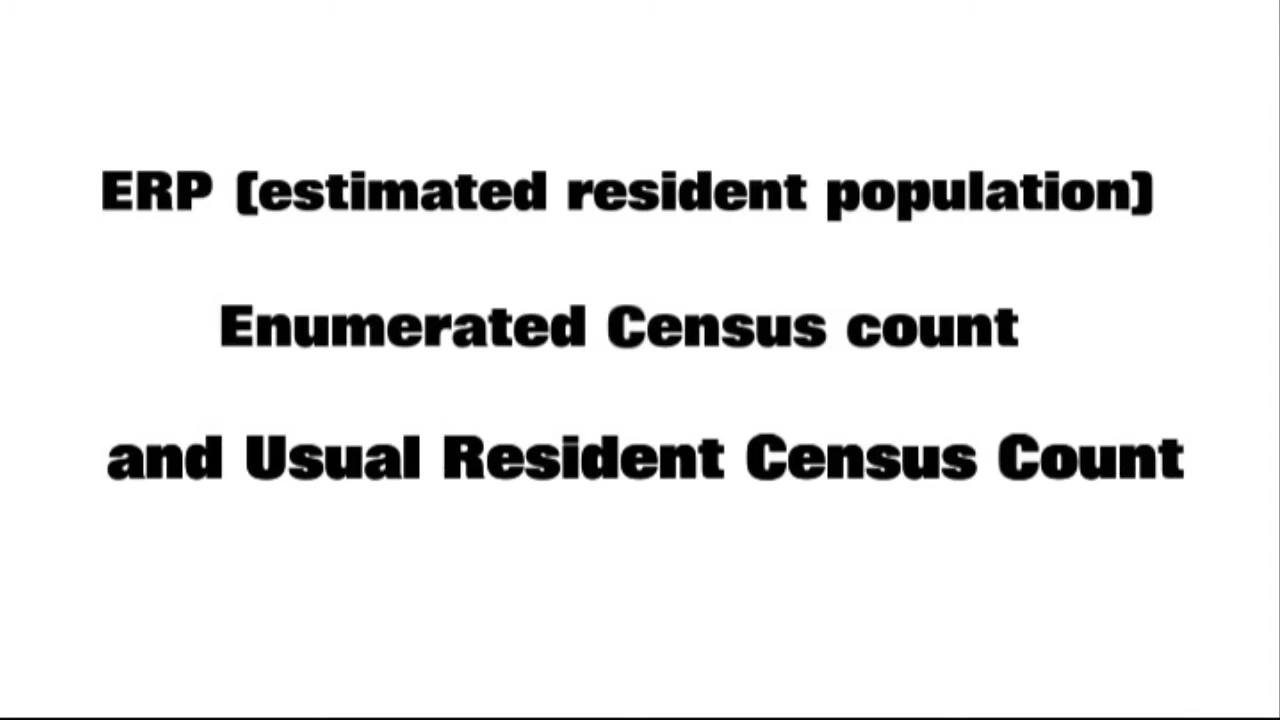 ERP (estimated resident population)
Enumerated Census count
and Usual Resident Census Count